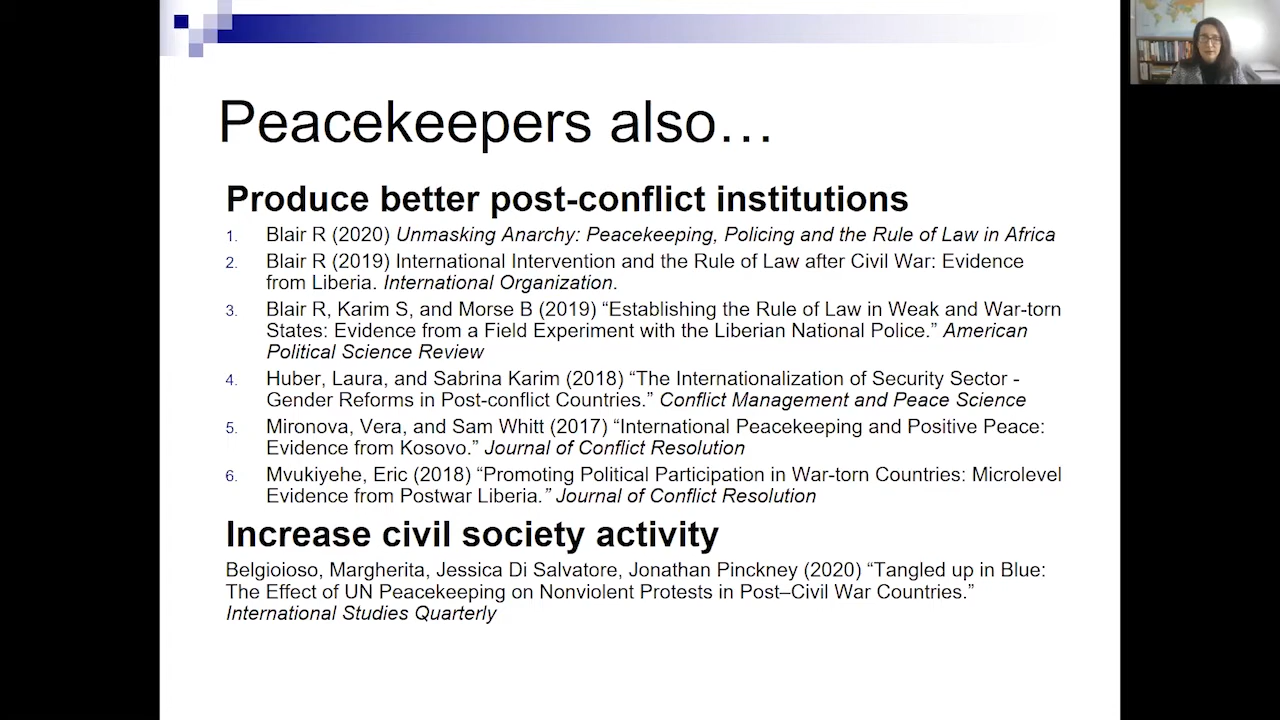 Peacekeepers also…
Produce better post-conflict institutions
1. Blair R (2020) Unmasking Anarchy: Peacekeeping, Policing and the Rule of Law in Africa
2. Blair R (2019) International Intervention and the Rule of Law after Civil War: Evidence
from Liberia. International Organization.
3. Blair R, Karim S, and Morse B (2019) “Establishing the Rule of Law in Weak and War-torn
States: Evidence from a Field Experiment with the Liberian National Police.” American
Political Science Review
4. Huber, Laura, and Sabrina Karim (2018) “The Internationalization of Security Sector -
Gender Reforms in Post-conflict Countries.” Conflict Management and Peace Science
5. Mironova, Vera, and Sam Whitt (2017) “International Peacekeeping and Positive Peace:
Evidence from Kosovo.” Journal of Conflict Resolution
6. Mvukiyehe, Eric (2018) “Promoting Political Participation in War-torn Countries: Microlevel
Evidence from Postwar Liberia.” Journal of Conflict Resolution
Increase civil society activity
Belgioioso, Margherita, Jessica Di Salvatore, Jonathan Pinckney (2020) “Tangled up in Blue:
The Effect of UN Peacekeeping on Nonviolent Protests in Post–Civil War Countries.”
International Studies Quarterly